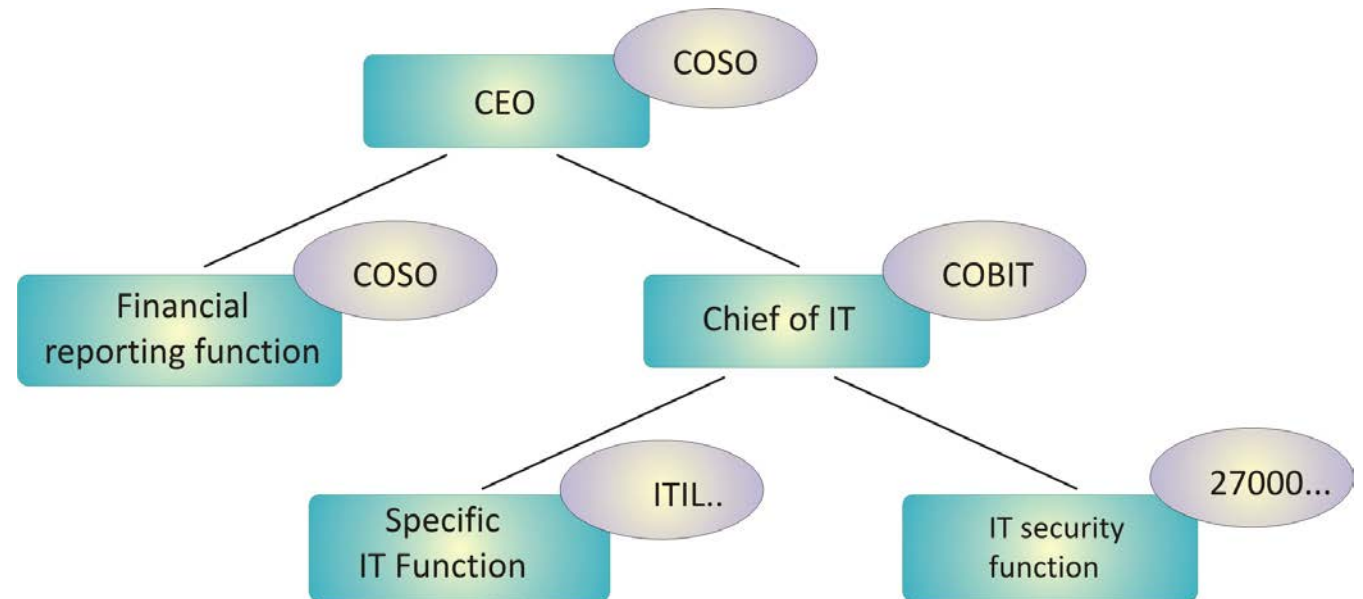 COSO
CEO
COSO
Financial
reporting function
COBIT
Chief of IT
ITIL..
Specific
IT Function
27000...
IT security
function